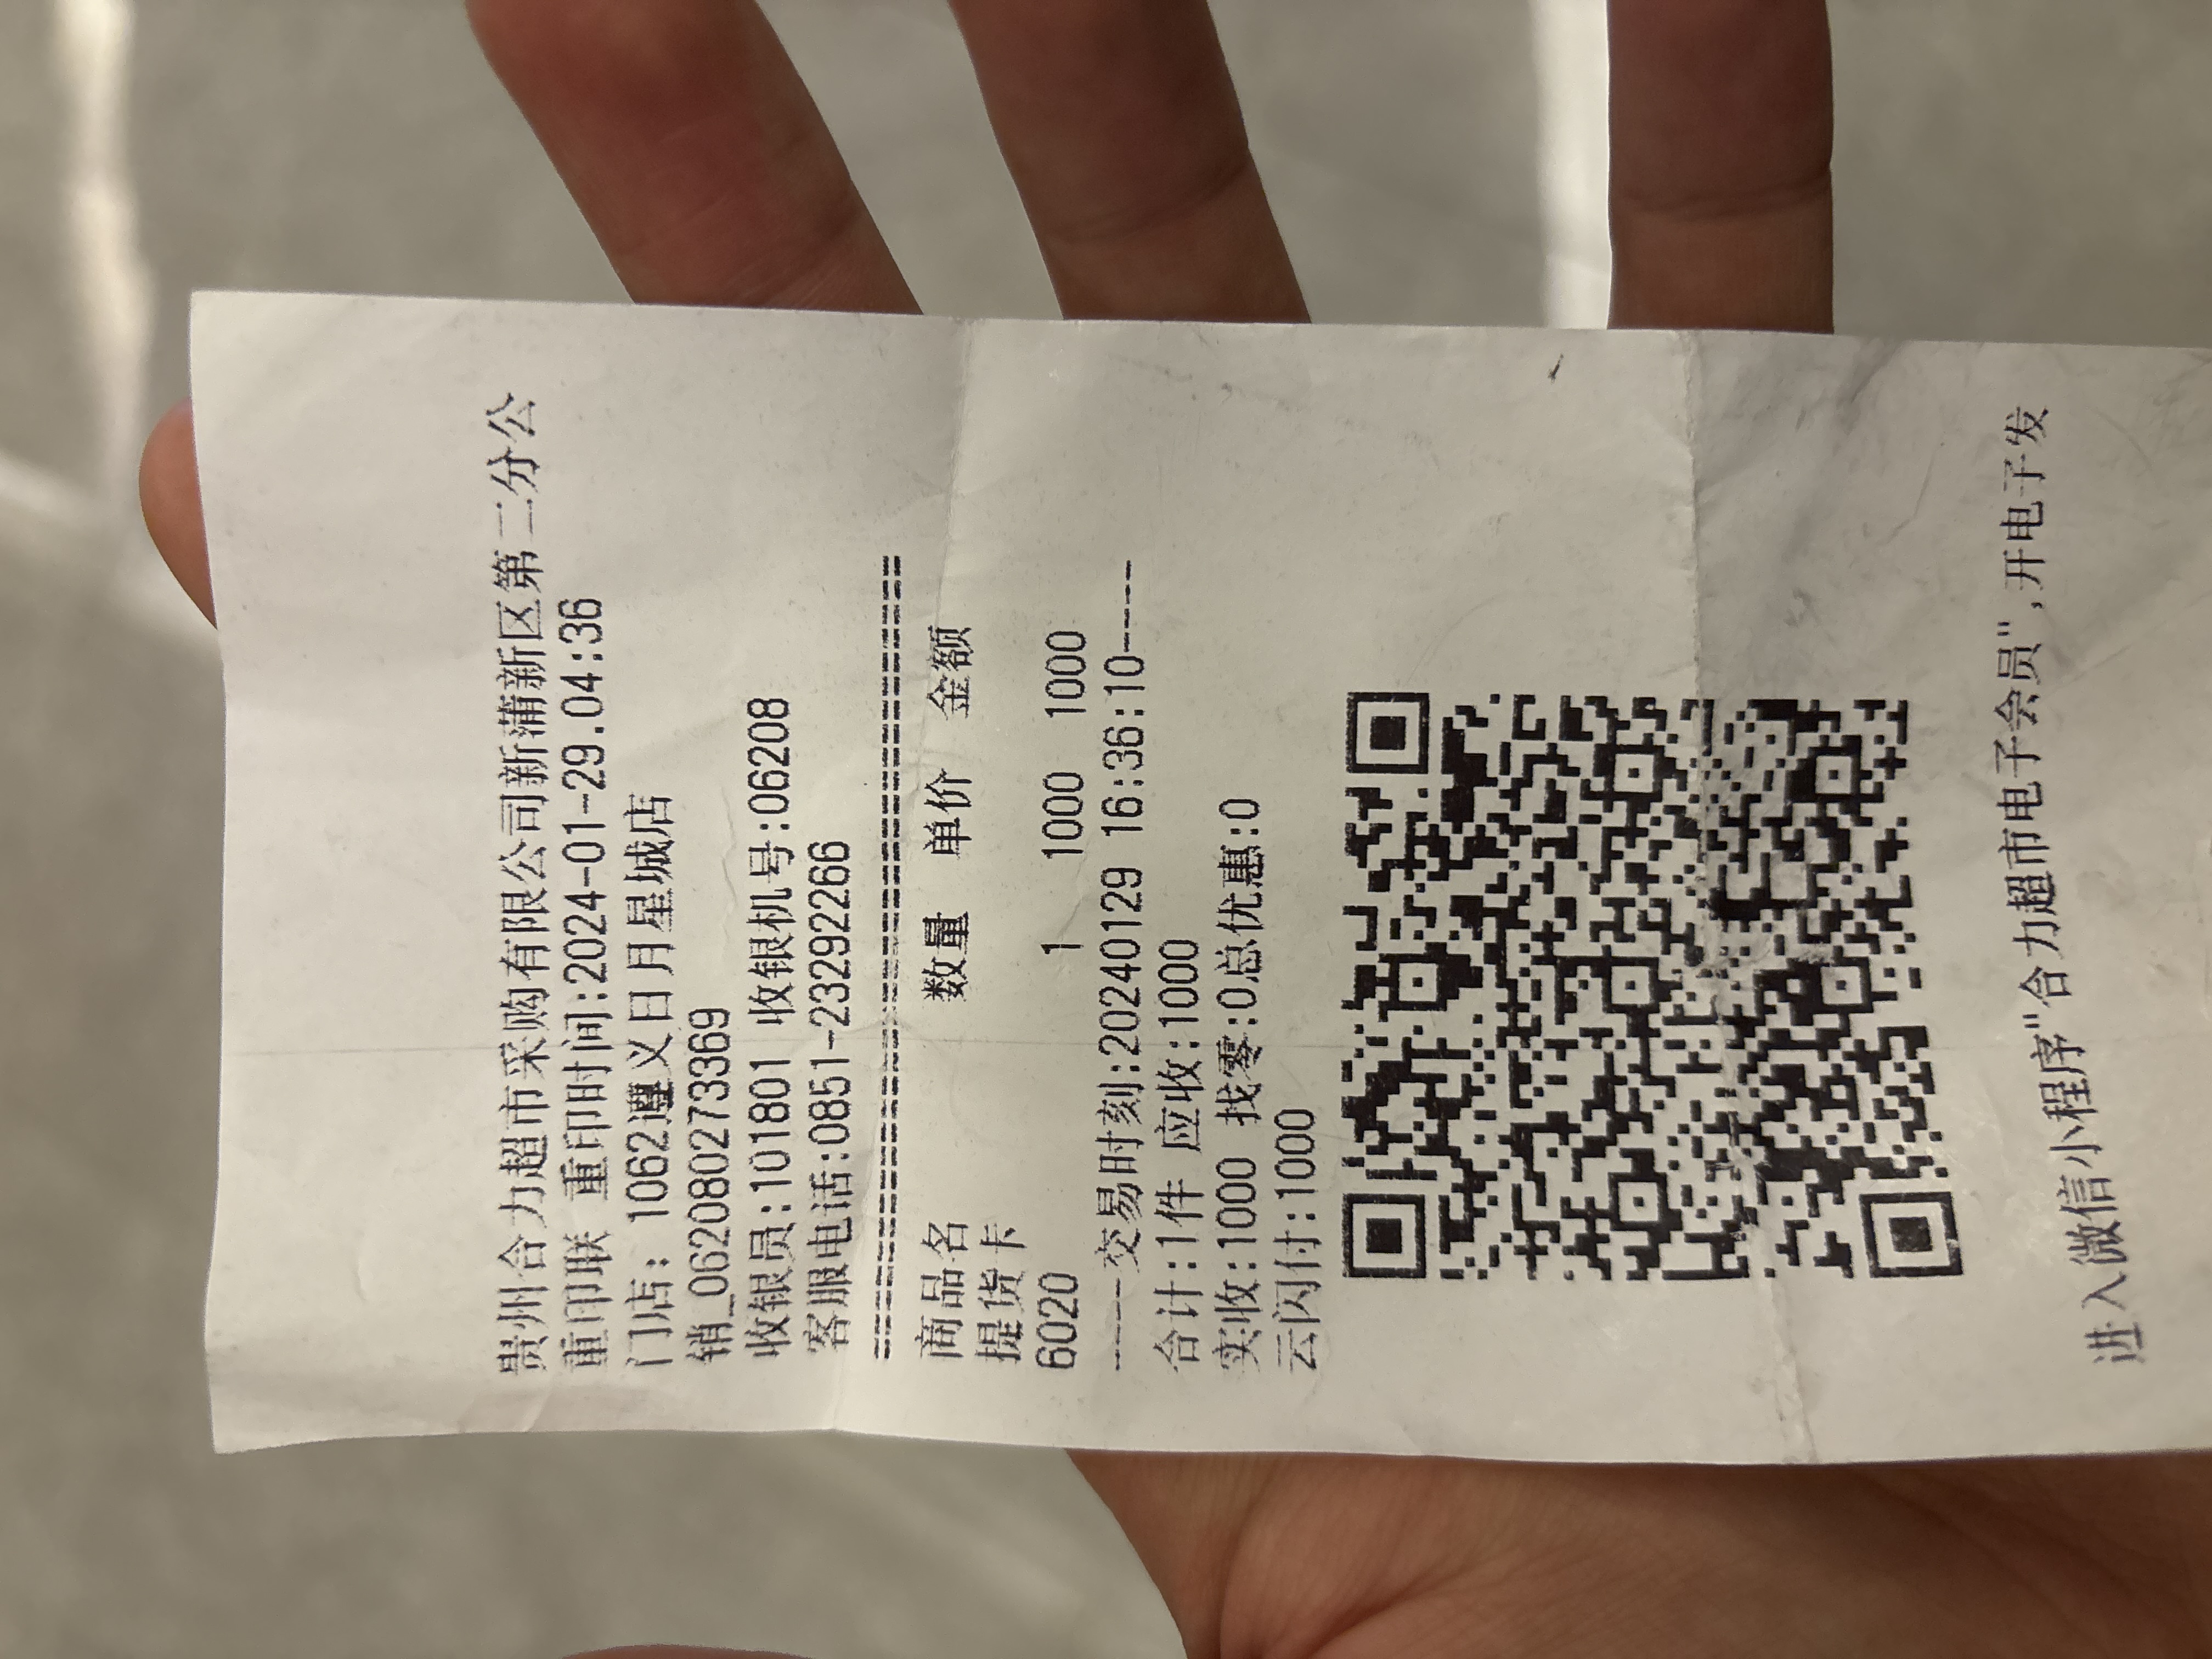 贵州合力超市采购有限公司新蒲新区第二分公
重印联 重印时间:2024-01-29.04:36
门店: 1062遵义日月星城店
销_062080273369
收银员:101801 收银机号:06208
客服电话:0851-23292266
================================
商品名 数量 单价 金额
提货卡
6020 1 1000 1000
----交易时刻:20240129 16:36:10----
合计:1件 应收:1000
实收:1000 找零:0总优惠:0
云闪付:1000
进入微信小程序"合力超市电子会员",开电子发